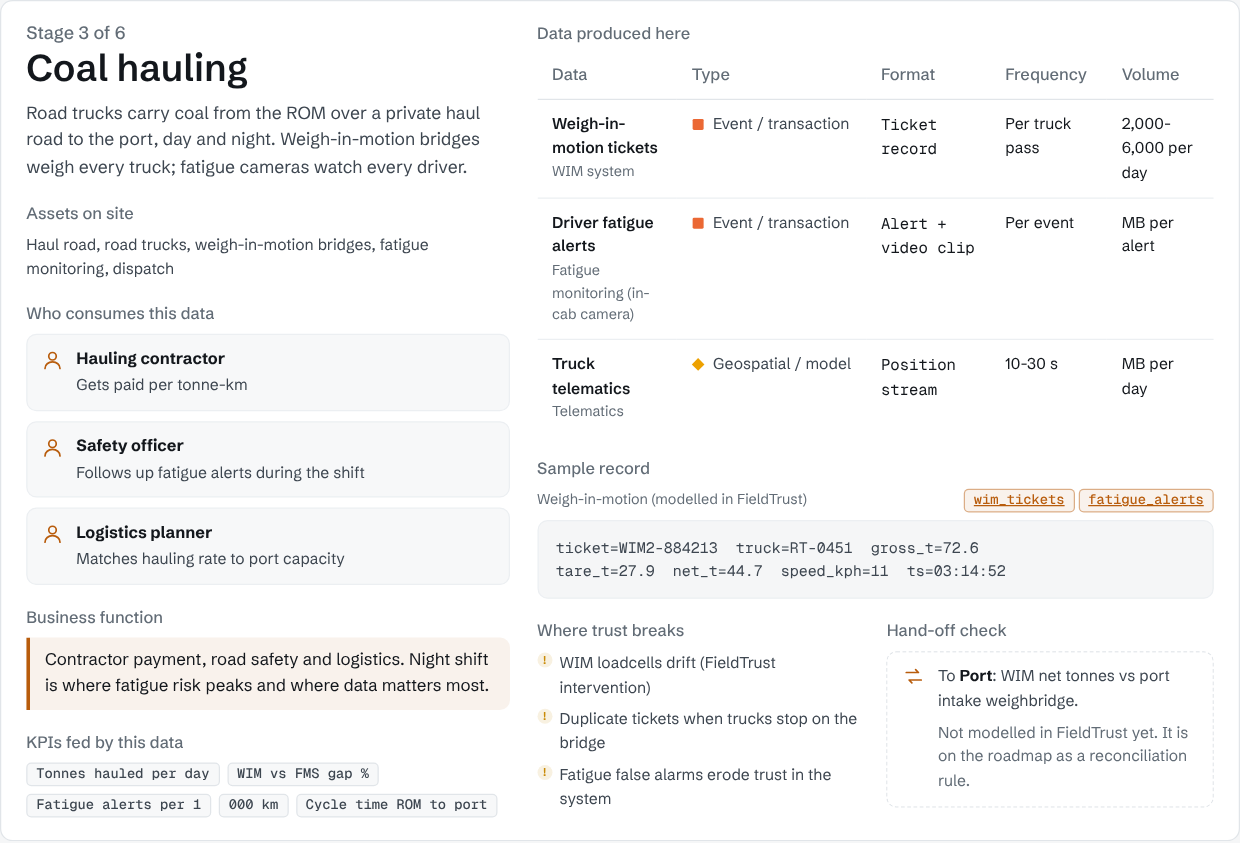 Stage 3 of 6
Coal hauling
Road trucks carry coal from the ROM over a private haul
road to the port, day and night. Weigh-in-motion bridges
weigh every truck; fatigue cameras watch every driver.
Assets on site
Haul road, road trucks, weigh-in-motion bridges, fatigue
monitoring, dispatch
Who consumes this data
Hauling contractor
Gets paid per tonne-km
Safety officer
Follows up fatigue alerts during the shift
Logistics planner
Matches hauling rate to port capacity
Business function
Contractor payment, road safety and logistics. Night shift
is where fatigue risk peaks and where data matters most.
KPIs fed by this data
Tonnes hauled per day WIM vs FMS gap %
Fatigue alerts per 1 000 km Cycle time ROM to port
Data produced here
Data Type Format Frequency Volume
Weigh-in-
motion tickets
WIM system
Event / transaction
Ticket
record
Per truck
pass
2,000-
6,000 per
day
Driver fatigue
alerts
Fatigue
monitoring (in-
cab camera)
Event / transaction
Alert +
video clip
Per event
MB per
alert
Truck
telematics
Telematics
Geospatial / model
Position
stream
10-30 s
MB per
day
Sample record
Weigh-in-motion (modelled in FieldTrust) wim_tickets fatigue_alerts
ticket=WIM2-884213 truck=RT-0451 gross_t=72.6
tare_t=27.9 net_t=44.7 speed_kph=11 ts=03:14:52
Where trust breaks
! WIM loadcells drift (FieldTrust
intervention)
! Duplicate tickets when trucks stop on the
bridge
! Fatigue false alarms erode trust in the
system
Hand-off check
To Port: WIM net tonnes vs port
intake weighbridge.
Not modelled in FieldTrust yet. It is
on the roadmap as a reconciliation
rule.